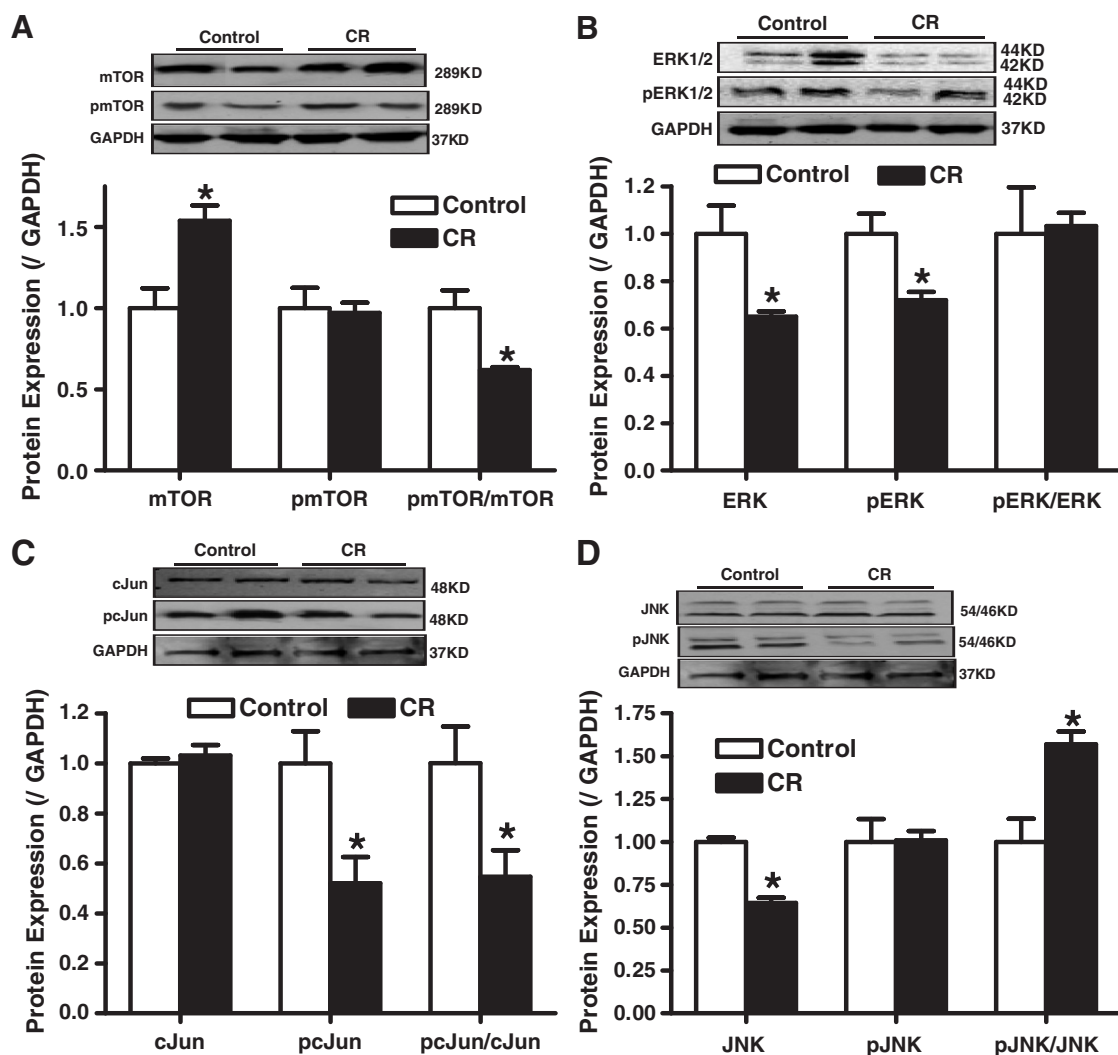 A
Control CR
mTOR 289KD
pmTOR 289KD
GAPDH 37KD
Protein Expression (/ GAPDH)
1.5
1.0
0.5
0.0
*
*
Control
CR
mTOR pmTOR pmTOR/mTOR
B
Control CR
ERK1/2 44KD
42KD
pERK1/2 44KD
42KD
GAPDH 37KD
Protein Expression (/ GAPDH)
Control CR
1.2
1.0
0.8
0.6
0.4
0.2
0.0
*
*
ERK pERK pERK/ERK
C
Control CR
cJun 48KD
pcJun 48KD
GAPDH 37KD
Protein Expression (/ GAPDH)
Control CR
1.2
1.0
0.8
0.6
0.4
0.2
0.0
*
*
cJun pcJun pcJun/cJun
D
Control CR
JNK 54/46KD
pJNK 54/46KD
GAPDH 37KD
Protein Expression (/ GAPDH)
1.75
1.50
1.25
1.00
0.75
0.50
0.25
0.00
Control
CR
*
*
JNK pJNK pJNK/JNK